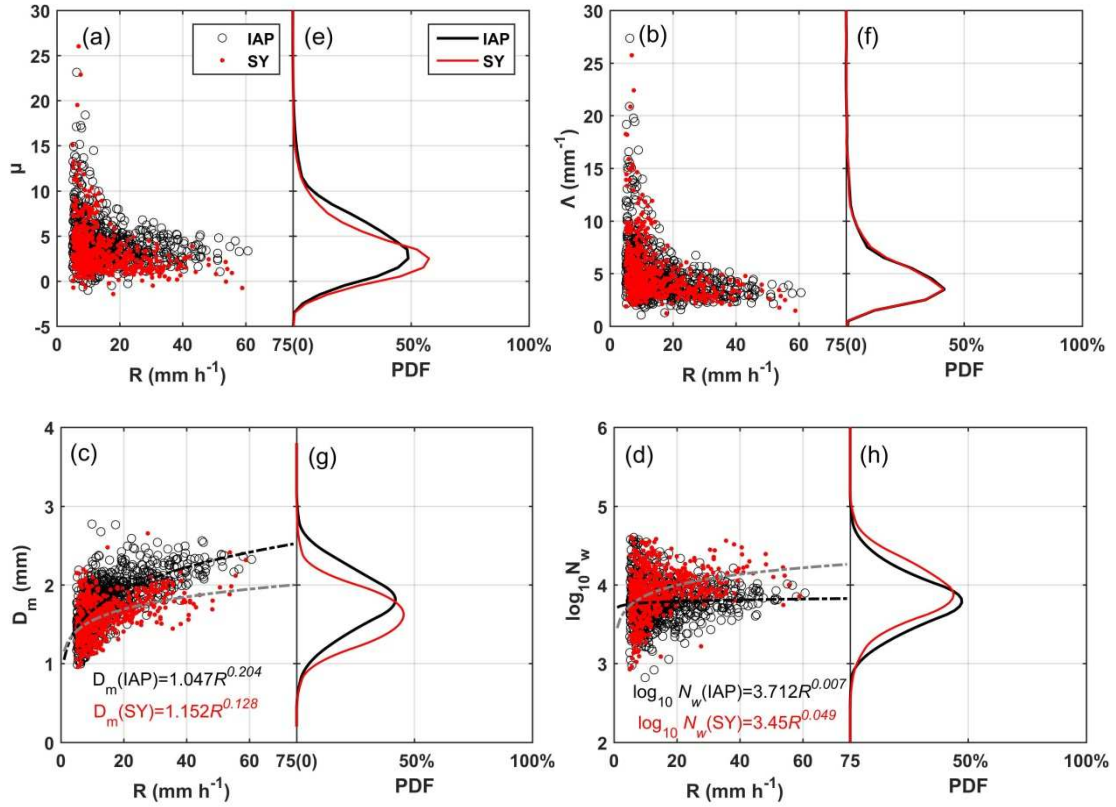 (a)
IAP
SY
(e)
IAP
SY
30
25
20
15
10
5
0
-5
μ
0
20
40
60
75(0)
50%
100%
R (mm h⁻¹)
PDF
(b)
(f)
30
25
20
15
10
5
0
Λ (mm⁻¹)
0
20
40
60
75(0)
50%
100%
R (mm h⁻¹)
PDF
(c)
(g)
4
3
2
1
0
D_m (mm)
D_m(IAP)=1.047R^0.204
D_m(SY)=1.152R^0.128
0
20
40
60
75(0)
50%
100%
R (mm h⁻¹)
PDF
(d)
(h)
6
5
4
3
2
log₁₀N_w
log₁₀ N_w(IAP)=3.712R^0.007
log₁₀ N_w(SY)=3.45R^0.049
0
20
40
60
75
50%
100%
R (mm h⁻¹)
PDF